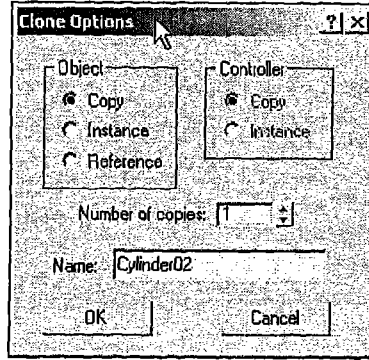 Clone Options ? ×
Object
Copy
Instance
Reference
Controller
Copy
Instance
Number of copies: 1
Name: Cylinder02
OK Cancel